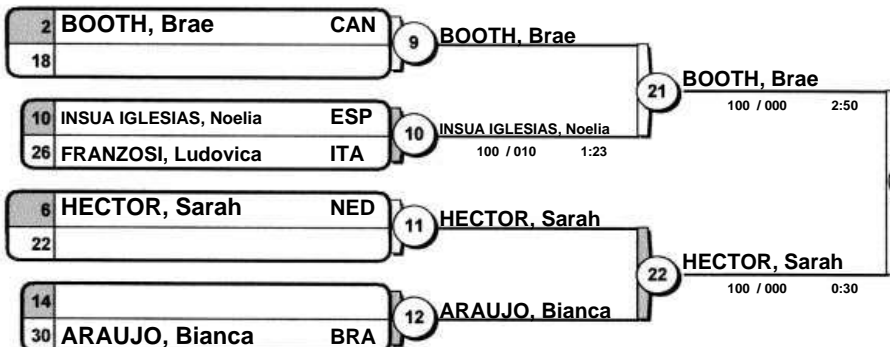 2 BOOTH, Brae CAN
18
9
BOOTH, Brae
10 INSUA IGLESIAS, Noelia ESP
26 FRANZOSI, Ludovica ITA
10
INSUA IGLESIAS, Noelia
100 / 010 1:23
21
BOOTH, Brae
100 / 000 2:50
6 HECTOR, Sarah NED
22
11
HECTOR, Sarah
14
30 ARAUJO, Bianca BRA
12
ARAUJO, Bianca
22
HECTOR, Sarah
100 / 000 0:30